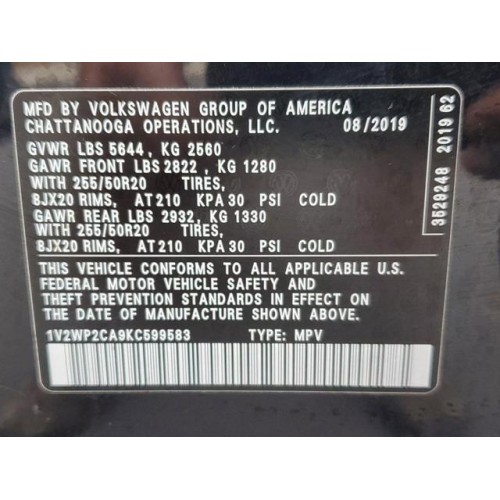 MFD BY VOLKSWAGEN GROUP OF AMERICA
CHATTANOOGA OPERATIONS, LLC. 08/2019
GVWR LBS 5644 , KG 2560
GAWR FRONT LBS 2822 , KG 1280
WITH 255/50R20 TIRES,
8JX20 RIMS, AT 210 KPA 30 PSI COLD
GAWR REAR LBS 2932, KG 1330
WITH 255/50R20 TIRES,
8JX20 RIMS, AT 210 KPA 30 PSI COLD
THIS VEHICLE CONFORMS TO ALL APPLICABLE U.S.
FEDERAL MOTOR VEHICLE SAFETY AND
THEFT PREVENTION STANDARDS IN EFFECT ON
THE DATE OF MANUFACTURE SHOWN ABOVE.
1V2WP2CA9KC599583 TYPE: MPV
3529248 2019 62